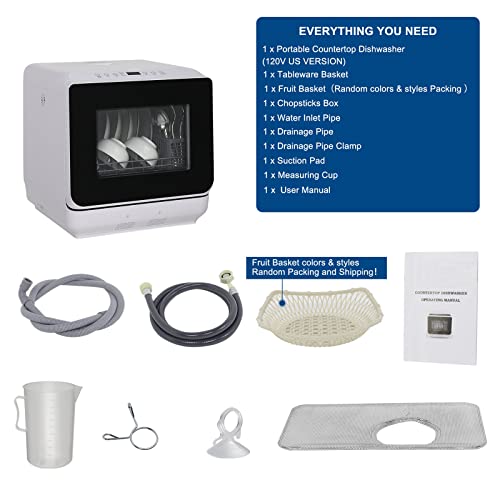 EVERYTHING YOU NEED
1 x Portable Countertop Dishwasher
(120V US VERSION)
1 x Tableware Basket
1 x Fruit Basket（Random colors & styles Packing ）
1 x Chopsticks Box
1 x Water Inlet Pipe
1 x Drainage Pipe
1 x Drainage Pipe Clamp
1 x Suction Pad
1 x Measuring Cup
1 x User Manual
Fruit Basket colors & styles
Random Packing and Shipping！
COUNTERTOP DISHWASHER
OPERATING MANUAL